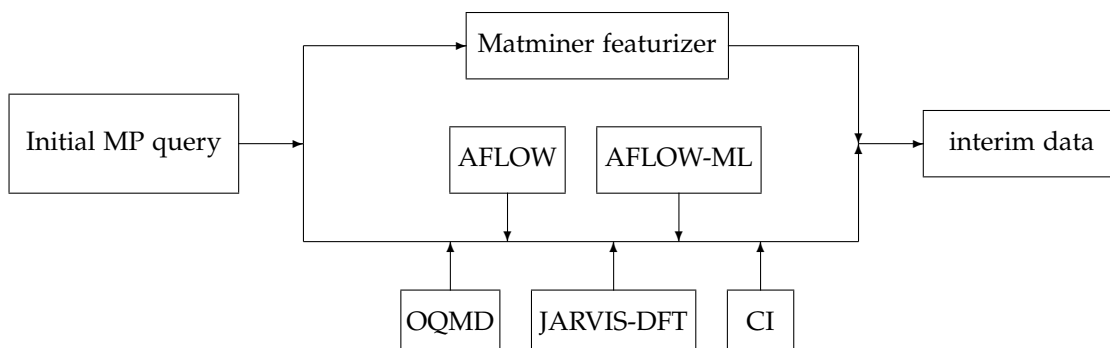 Matminer featurizer
Initial MP query
interim data
AFLOW
AFLOW-ML
OQMD
JARVIS-DFT
CI